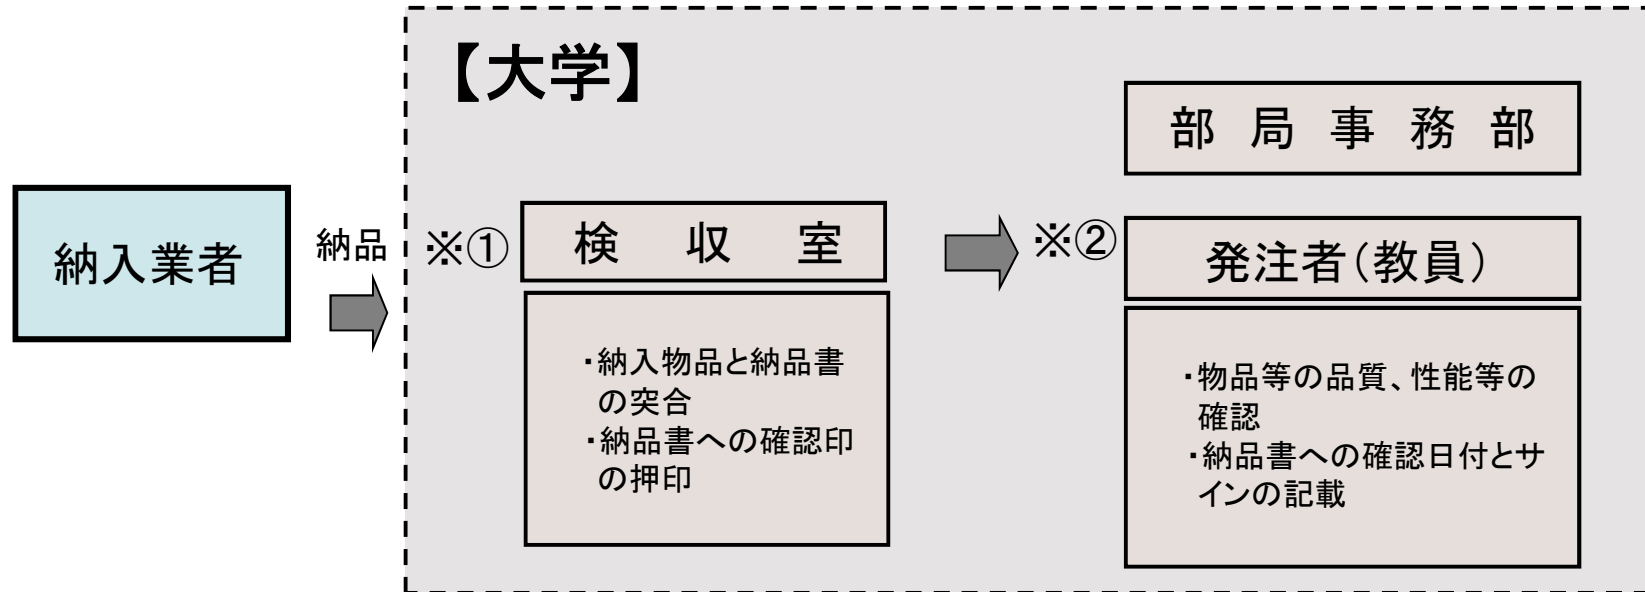 【大学】
部局事務部
納入業者
納品
※①
検収室
※②
発注者(教員)
・納入物品と納品書
の突合
・納品書への確認印
の押印
・物品等の品質、性能等の
確認
・納品書への確認日付とサ
インの記載